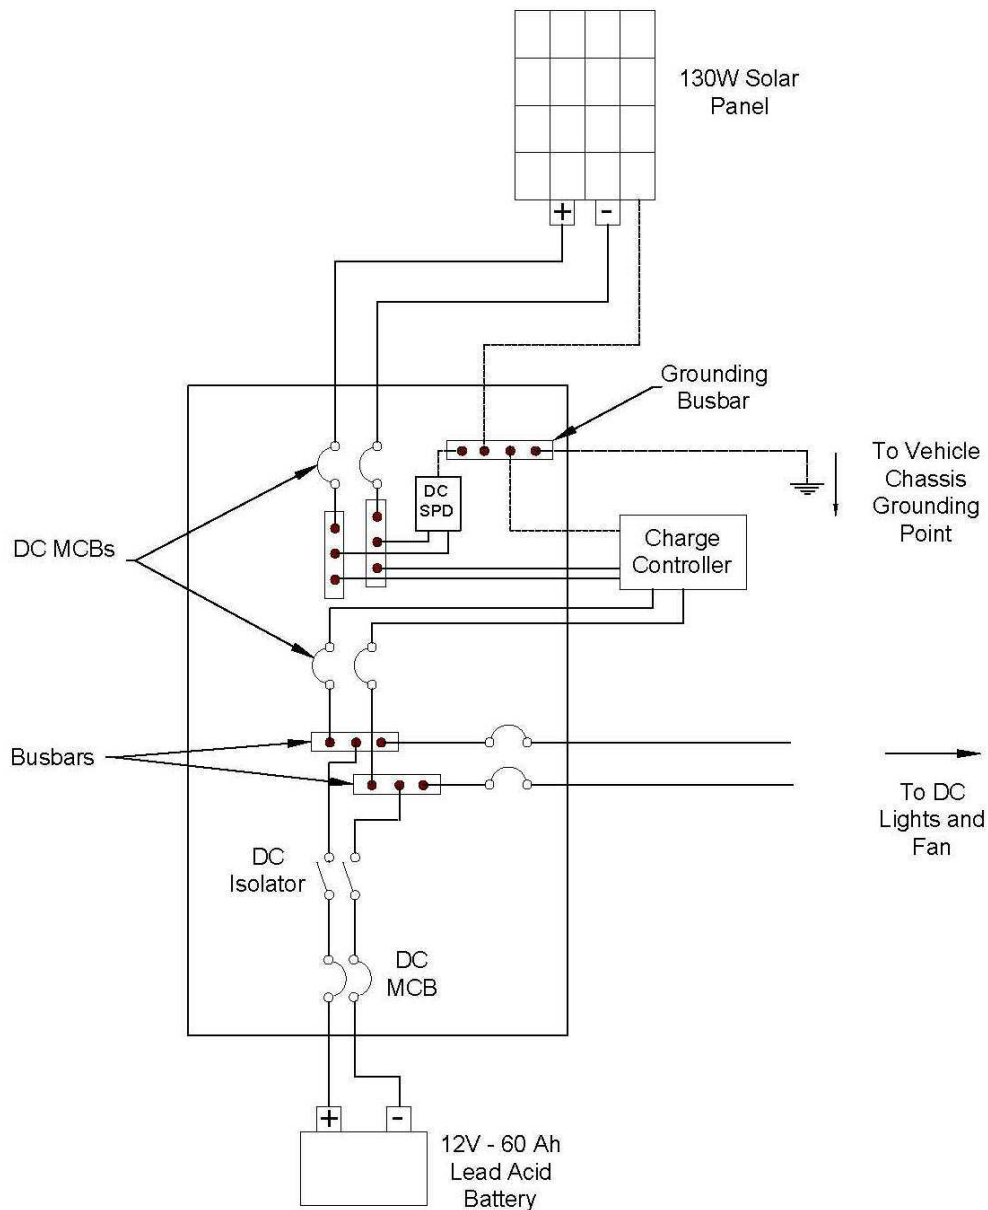 130W Solar
Panel
+
-
Grounding
Busbar
To Vehicle
Chassis
Grounding
Point
DC
SPD
Charge
Controller
DC MCBs
Busbars
To DC
Lights and
Fan
DC
Isolator
DC
MCB
+
-
12V - 60 Ah
Lead Acid
Battery